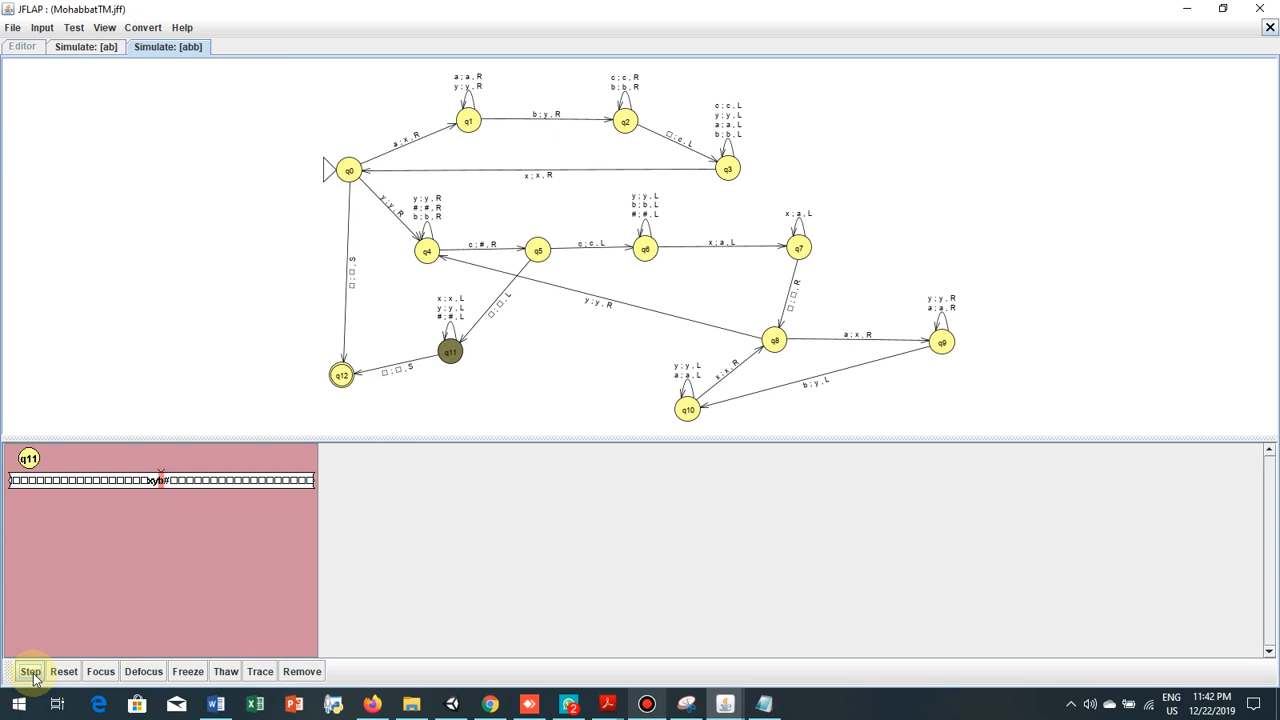 JFLAP : (MohabbatTM.jff)
File Input Test View Convert Help
Editor Simulate: [ab] Simulate: [abb]
a ; a , R
y ; y , R
c ; c , R
b ; b , R
c ; c , L
y ; y , L
a ; a , L
b ; b , L
q1
b ; y , R
q2
a ; x , R
□ ; c , L
q0
x ; x , R
q3
y ; y , R
y ; y , R
# ; # , R
b ; b , R
y ; y , L
b ; b , L
# ; # , L
x ; a , L
q4
c ; # , R
q5
c ; c , L
q6
x ; a , L
q7
□ ; □ , S
□ ; □ , L
y ; y , R
□ ; □ , R
x ; x , L
y ; y , L
# ; # , L
y ; y , R
a ; a , R
q8
a ; x , R
q9
q11
□ ; □ , S
q12
y ; y , L
a ; a , L
x ; x , R
b ; y , L
q10
q11
xyb#
Step Reset Focus Defocus Freeze Thaw Trace Remove
2
ENG
US
11:42 PM
12/22/2019